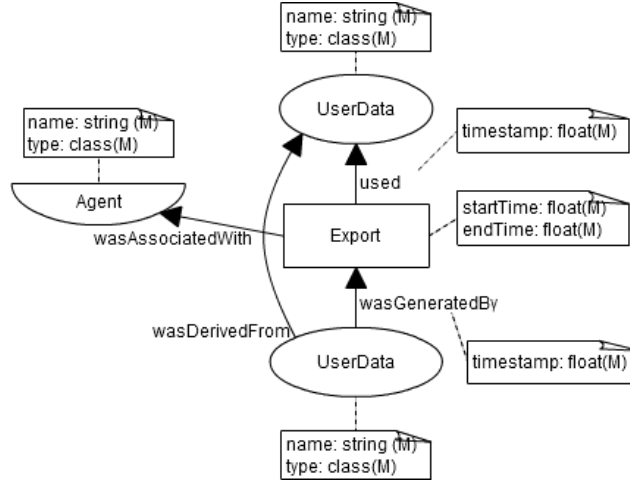 name: string (M)
type: class(M)
UserData
name: string (M)
type: class(M)
timestamp: float(M)
used
Agent
startTime: float(M)
endTime: float(M)
Export
wasAssociatedWith
wasGeneratedBy
wasDerivedFrom
UserData
timestamp: float(M)
name: string (M)
type: class(M)